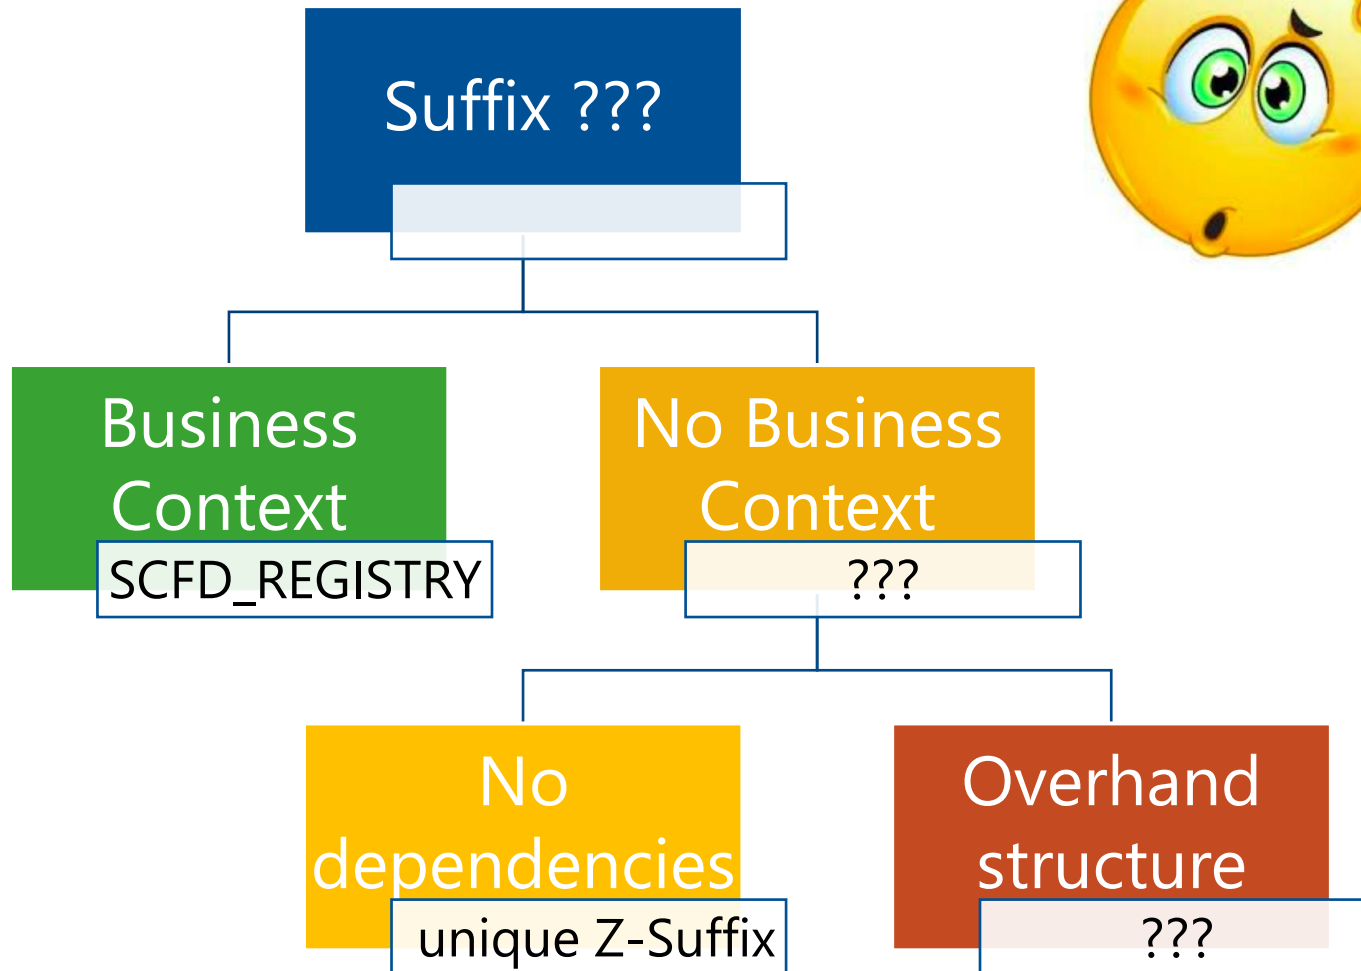 Suffix ???
Business
Context
SCFD_REGISTRY
No Business
Context
???
No
dependencies
unique Z-Suffix
Overhand
structure
???